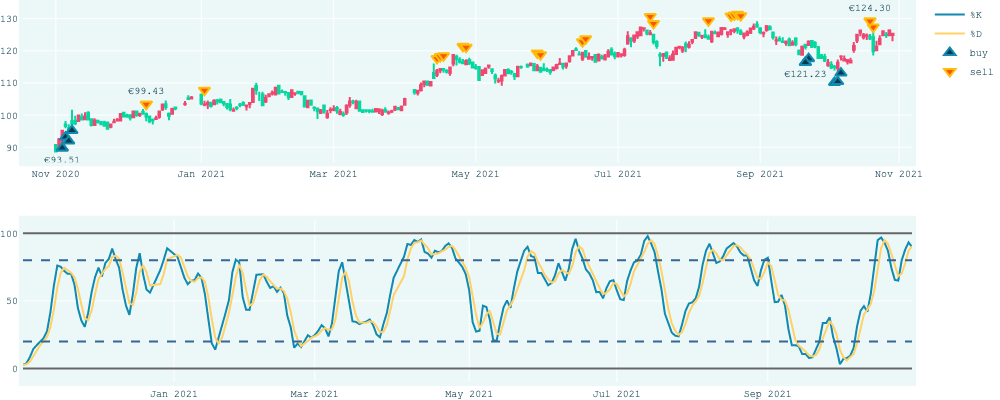 €124.30
%K
%D
buy
sell
130
120
110
100
90
€99.43
€121.23
€93.51
Nov 2020
Jan 2021
Mar 2021
May 2021
Jul 2021
Sep 2021
Nov 2021
100
50
0
Jan 2021
Mar 2021
May 2021
Jul 2021
Sep 2021